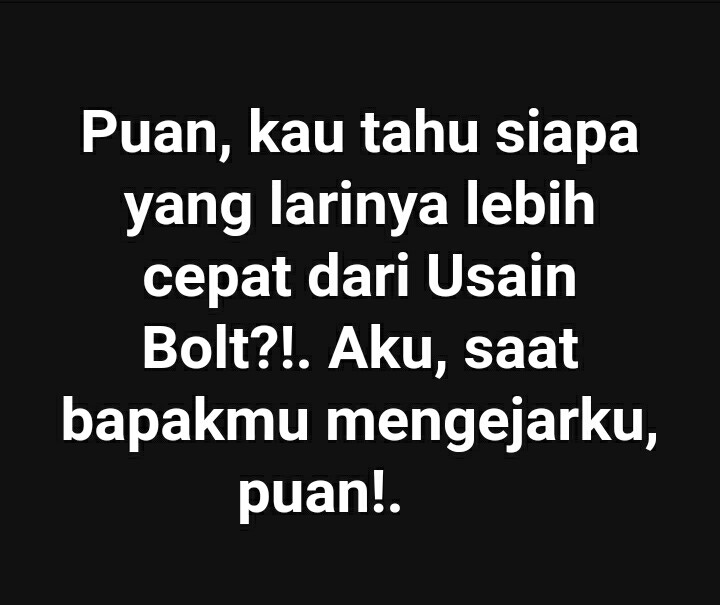 Puan, kau tahu siapa
yang larinya lebih
cepat dari Usain
Bolt?!. Aku, saat
bapakmu mengejarku,
puan!.